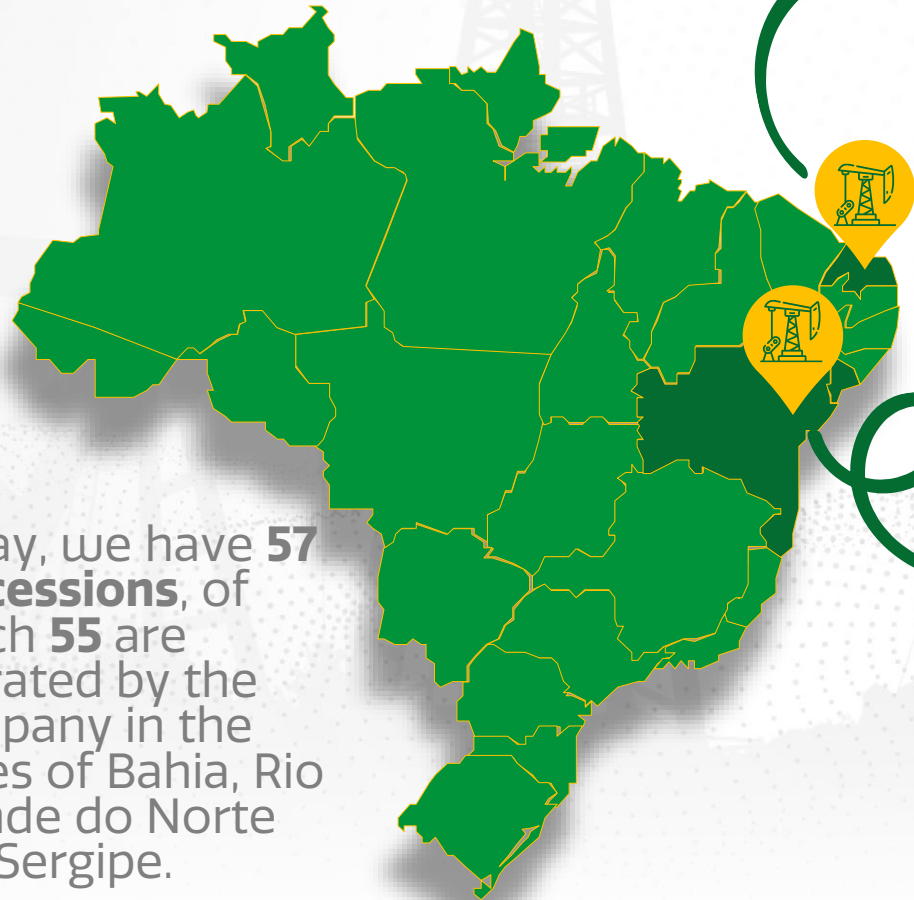 ay, we have 57
cessions, of
ch 55 are
rated by the
pany in the
es of Bahia, Rio
nde do Norte
Sergipe.